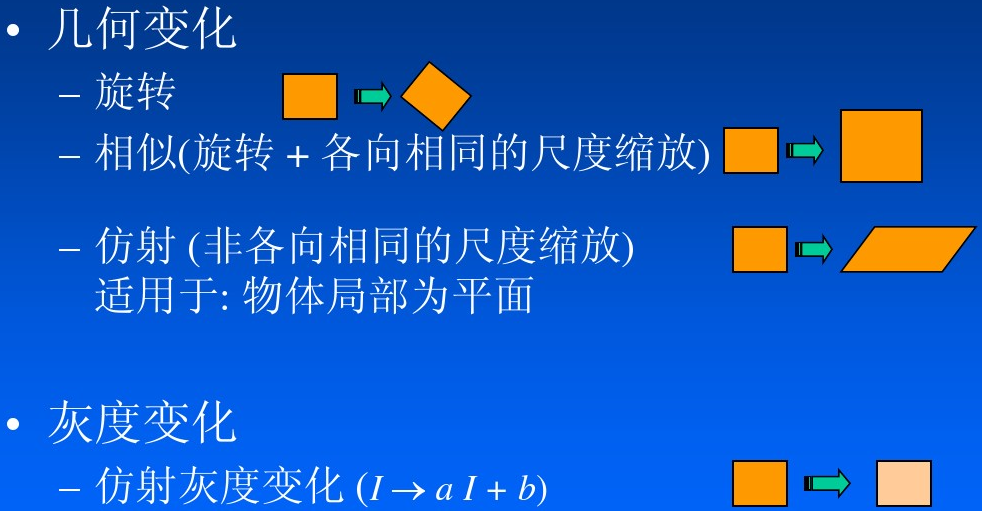 • 几何变化
– 旋转
– 相似(旋转 + 各向相同的尺度缩放)
– 仿射 (非各向相同的尺度缩放)
适用于: 物体局部为平面
• 灰度变化
– 仿射灰度变化 (I → a I + b)